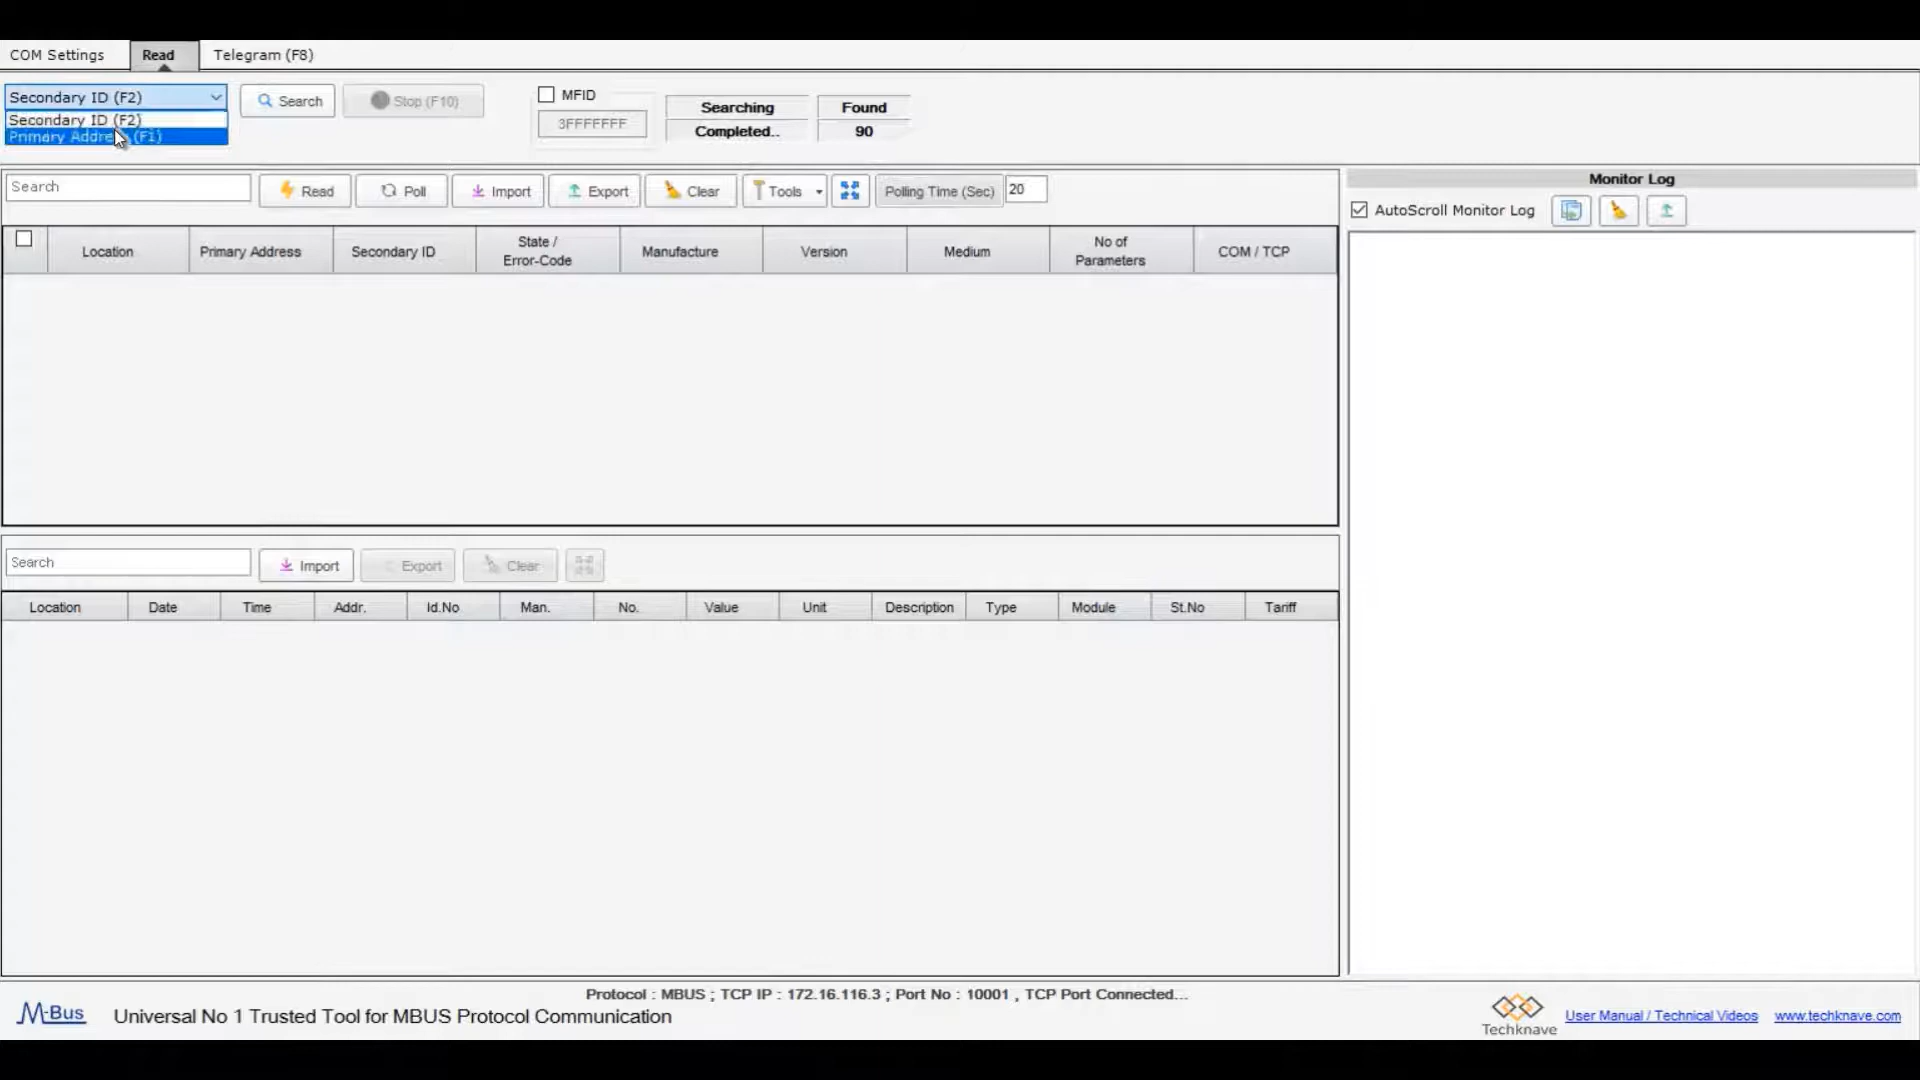 COM Settings
Read
Telegram (F8)
Secondary ID (F2)
Search
Stop (F10)
MFID
Searching
Found
Secondary ID (F2)
3FFFFFFF
Completed..
90
Primary Addre (F1)
Search
Read
Poll
Import
Export
Clear
Tools
Polling Time (Sec)
20
Monitor Log
AutoScroll Monitor Log
Location
Primary Address
Secondary ID
State /
Error-Code
Manufacture
Version
Medium
No of
Parameters
COM / TCP
Search
Import
Export
Clear
Location
Date
Time
Addr.
Id.No
Man.
No.
Value
Unit
Description
Type
Module
St.No
Tariff
Protocol : MBUS ; TCP IP : 172.16.116.3 ; Port No : 10001 , TCP Port Connected...
M-Bus
Universal No 1 Trusted Tool for MBUS Protocol Communication
Techknave
User Manual / Technical Videos
www.techknave.com